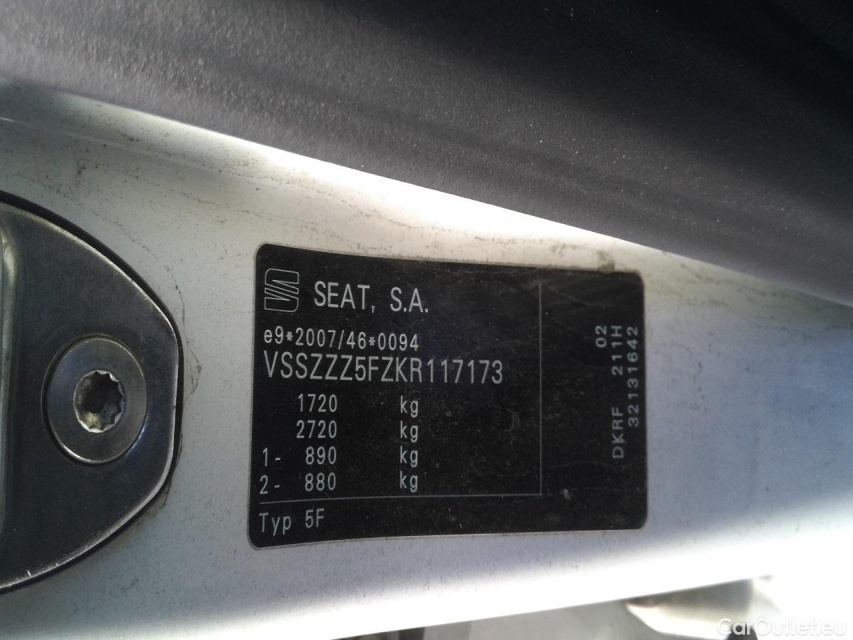 SEAT, S.A.
e9*2007/46*0094
VSSZZZ5FZKR117173
1720 kg
2720 kg
1- 890 kg
2- 880 kg
Typ 5F
02
DKRF 211H
32131642
CarOutlet.eu